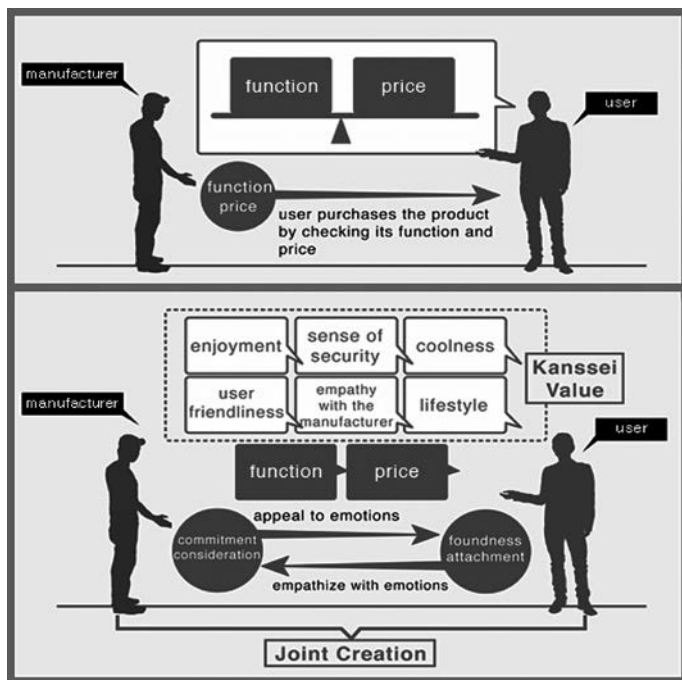 manufacturer
function
price
user
function
price
user purchases the product
by checking its function and
price
enjoyment
sense of
security
coolness
Kanssei
Value
user
friendliness
empathy
with the
manufacturer
lifestyle
manufacturer
user
function
price
appeal to emotions
commitment
consideration
foundness
attachment
empathize with emotions
Joint Creation